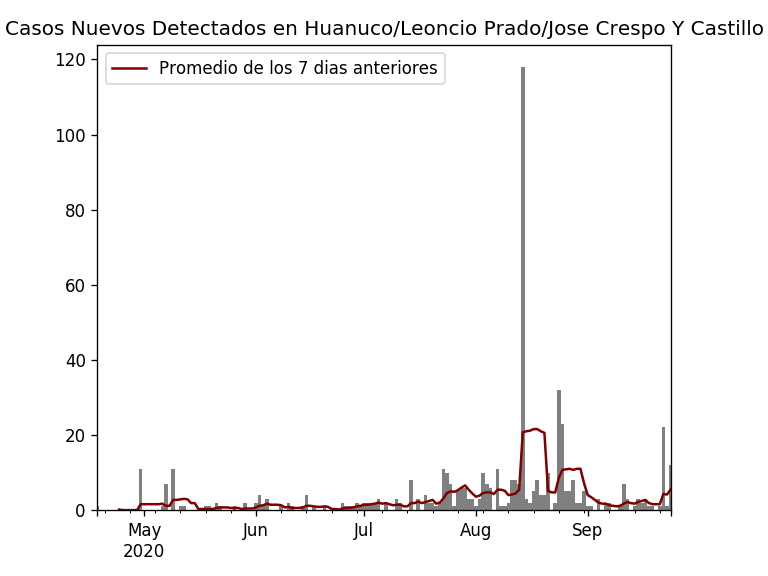 Casos Nuevos Detectados en Huanuco/Leoncio Prado/Jose Crespo Y Castillo
Promedio de los 7 dias anteriores
120
100
80
60
40
20
0
May Jun Jul Aug Sep
2020